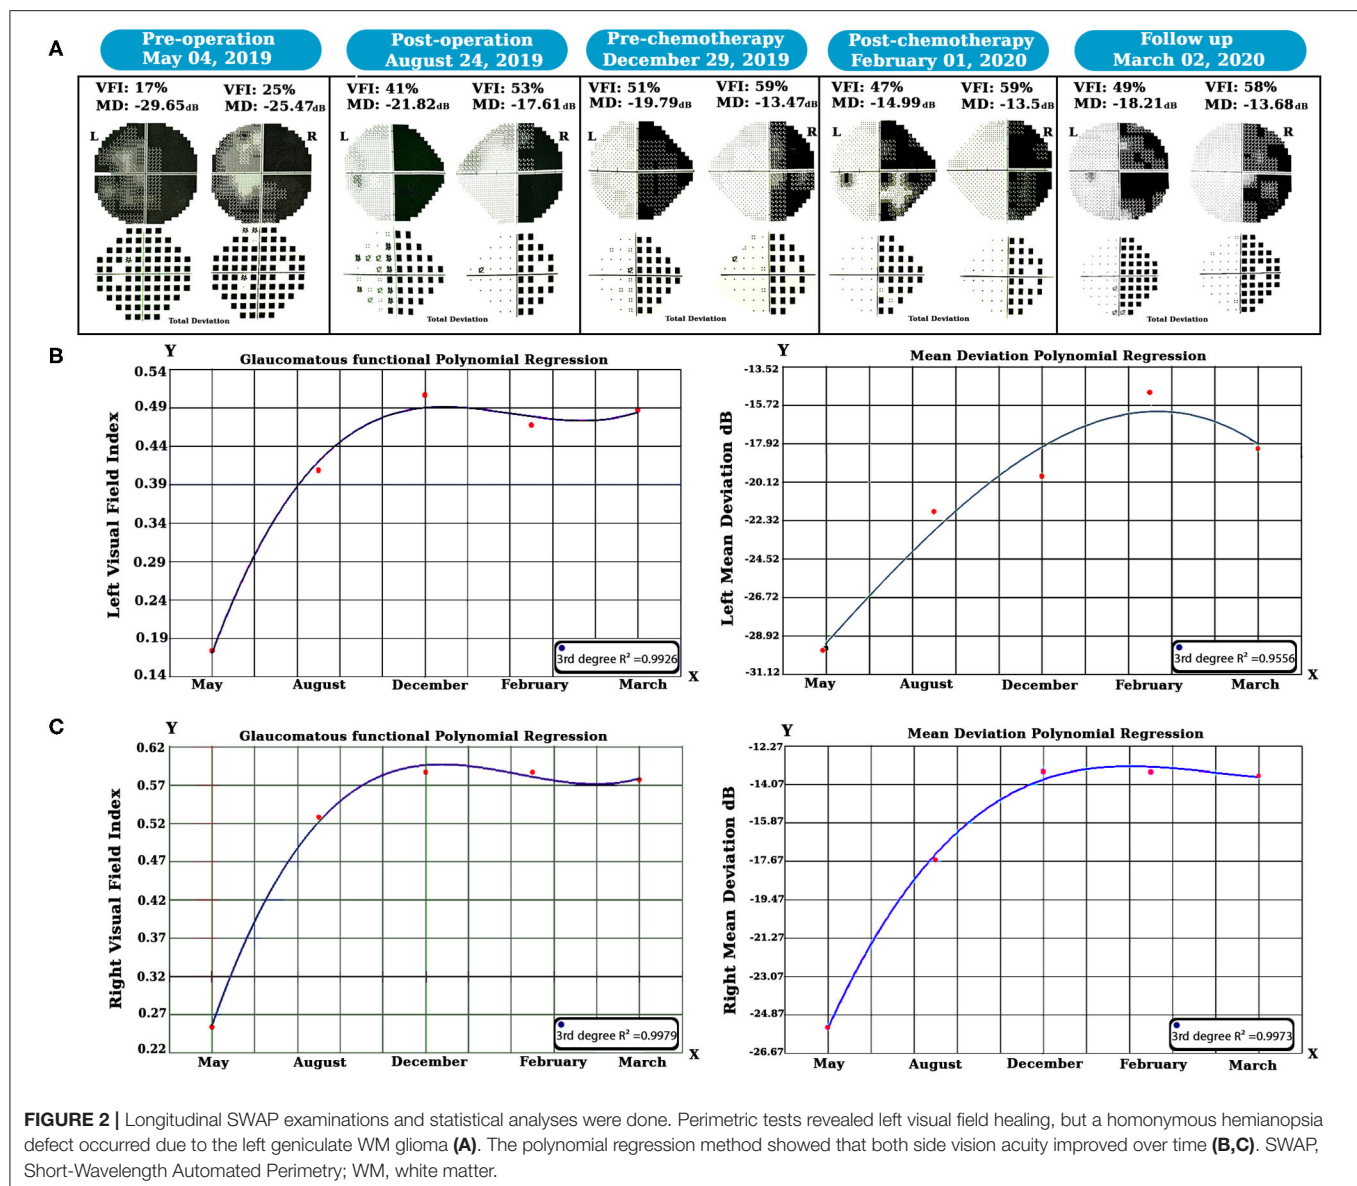 A
Pre-operation
May 04, 2019
Post-operation
August 24, 2019
Pre-chemotherapy
December 29, 2019
Post-chemotherapy
February 01, 2020
Follow up
March 02, 2020
VFI: 17%
MD: -29.65dB
VFI: 25%
MD: -25.47dB
VFI: 41%
MD: -21.82dB
VFI: 53%
MD: -17.61dB
VFI: 51%
MD: -19.79dB
VFI: 59%
MD: -13.47dB
VFI: 47%
MD: -14.99dB
VFI: 59%
MD: -13.5dB
VFI: 49%
MD: -18.21dB
VFI: 58%
MD: -13.68dB
L R L R L R L R L R
Total Deviation Total Deviation Total Deviation Total Deviation Total Deviation
B
Y
Glaucomatous functional Polynomial Regression
Left Visual Field Index
0.54
0.49
0.44
0.39
0.34
0.29
0.24
0.19
0.14
3rd degree R² =0.9926
May August December February March X
Y
Mean Deviation Polynomial Regression
Left Mean Deviation dB
-13.52
-15.72
-17.92
-20.12
-22.32
-24.52
-26.72
-28.92
-31.12
3rd degree R² =0.9556
May August December February March X
C
Y
Glaucomatous functional Polynomial Regression
Right Visual Field Index
0.62
0.57
0.52
0.47
0.42
0.37
0.32
0.27
0.22
3rd degree R² =0.9979
May August December February March X
Y
Mean Deviation Polynomial Regression
Right Mean Deviation dB
-12.27
-14.07
-15.87
-17.67
-19.47
-21.27
-23.07
-24.87
-26.67
3rd degree R² =0.9973
May August December February March X
FIGURE 2 | Longitudinal SWAP examinations and statistical analyses were done. Perimetric tests revealed left visual field healing, but a homonymous hemianopsia
defect occurred due to the left geniculate WM glioma (A). The polynomial regression method showed that both side vision acuity improved over time (B,C). SWAP,
Short-Wavelength Automated Perimetry; WM, white matter.